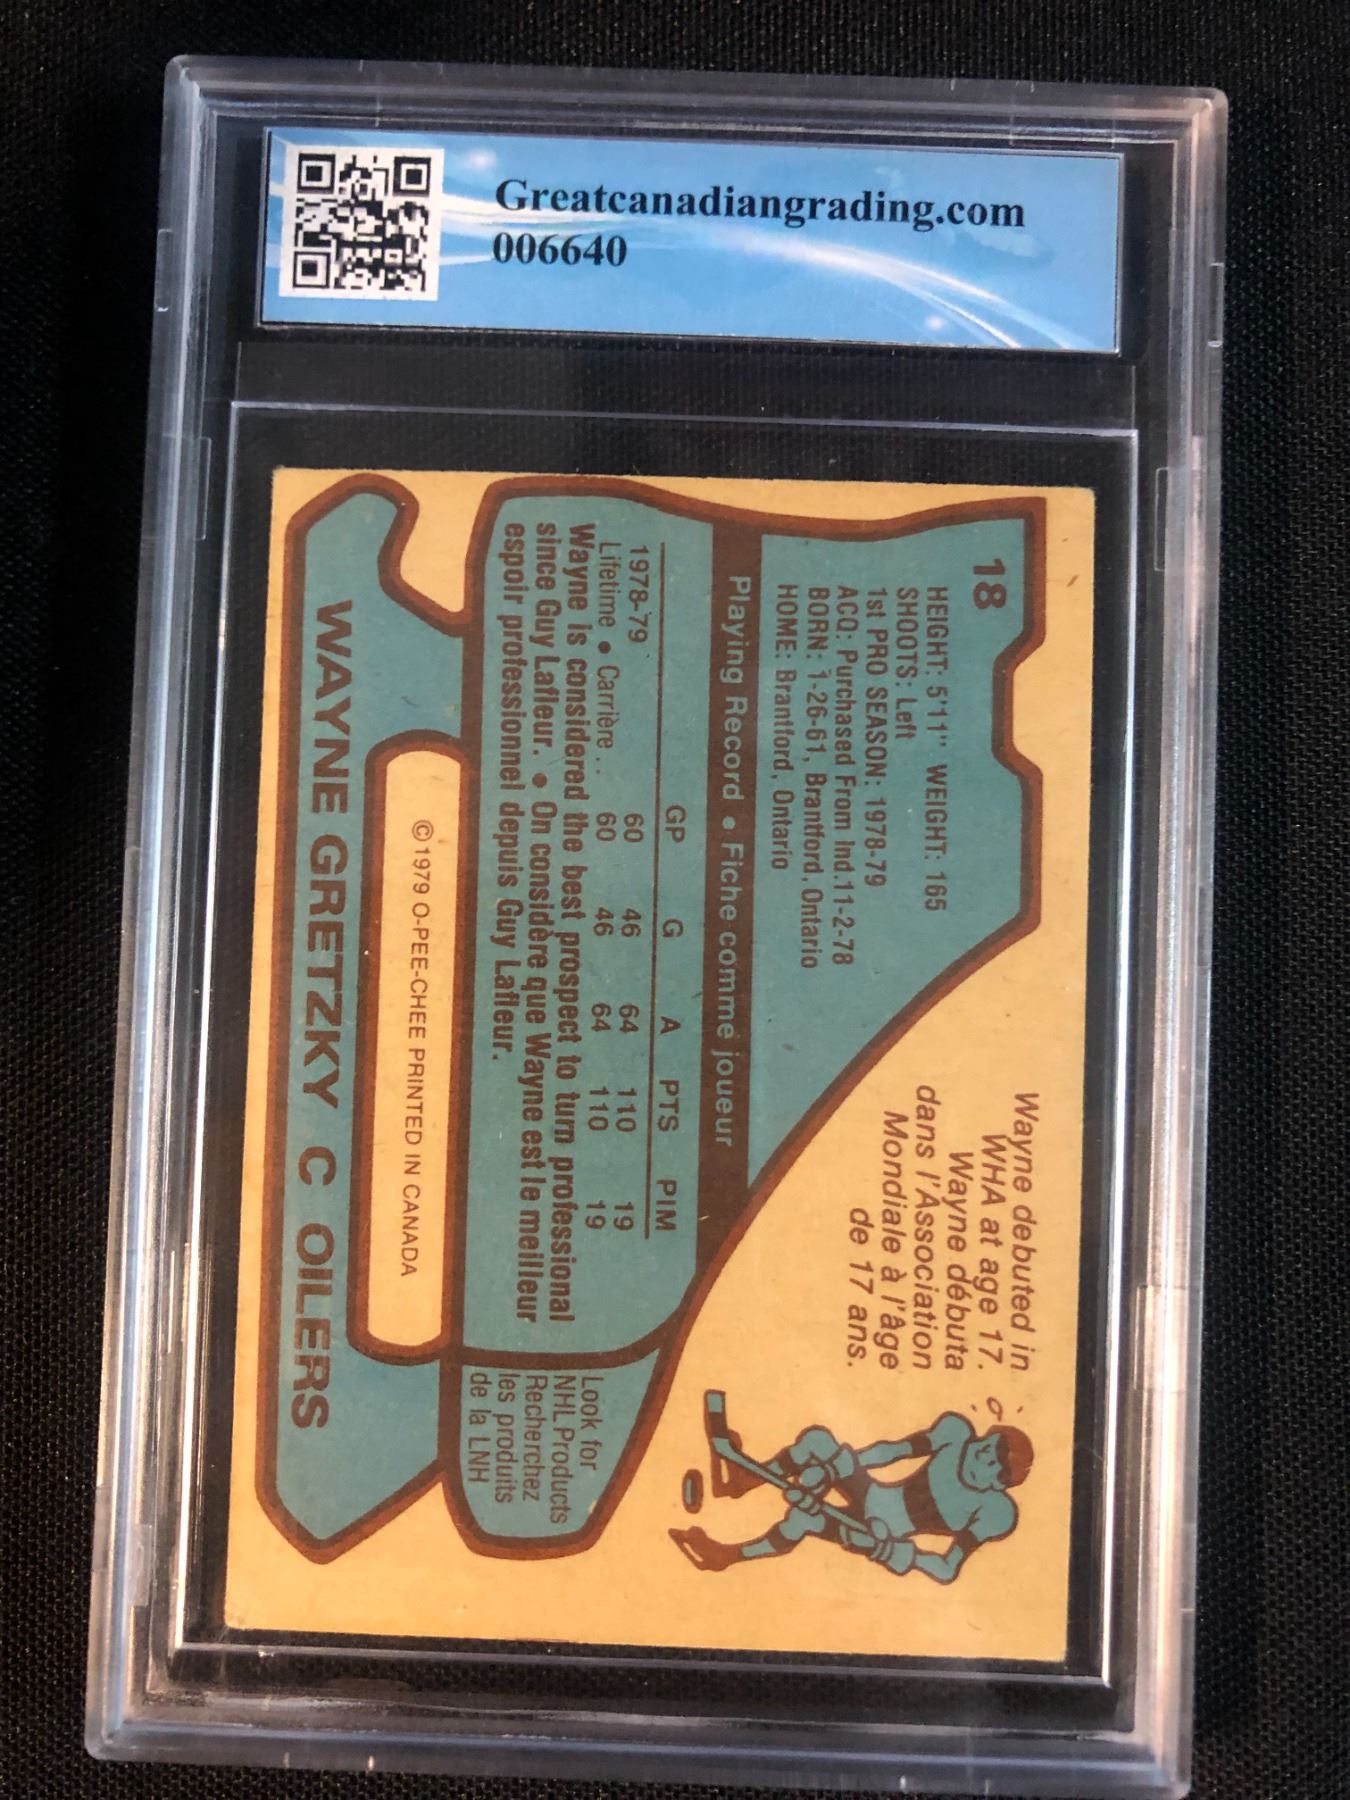 Greatcanadiangrading.com
006640
18
HEIGHT: 5'11" WEIGHT: 165
SHOOTS: Left
1st PRO SEASON: 1978-79
ACQ: Purchased From Ind.11-2-78
BORN: 1-26-61, Brantford, Ontario
HOME: Brantford, Ontario
Wayne debuted in
WHA at age 17.
Wayne débuta
dans l'Association
Mondiale à l'âge
de 17 ans.
Playing Record • Fiche comme joueur
GP G A PTS PIM
1978-79 60 46 64 110 19
Lifetime • Carrière .. 60 46 64 110 19
Wayne is considered the best prospect to turn professional
since Guy Lafleur. • On considère que Wayne est le meilleur
espoir professionnel depuis Guy Lafleur.
Look for
NHL Products
Recherchez
les produits
de la LNH
©1979 O-PEE-CHEE PRINTED IN CANADA
WAYNE GRETZKY C OILERS